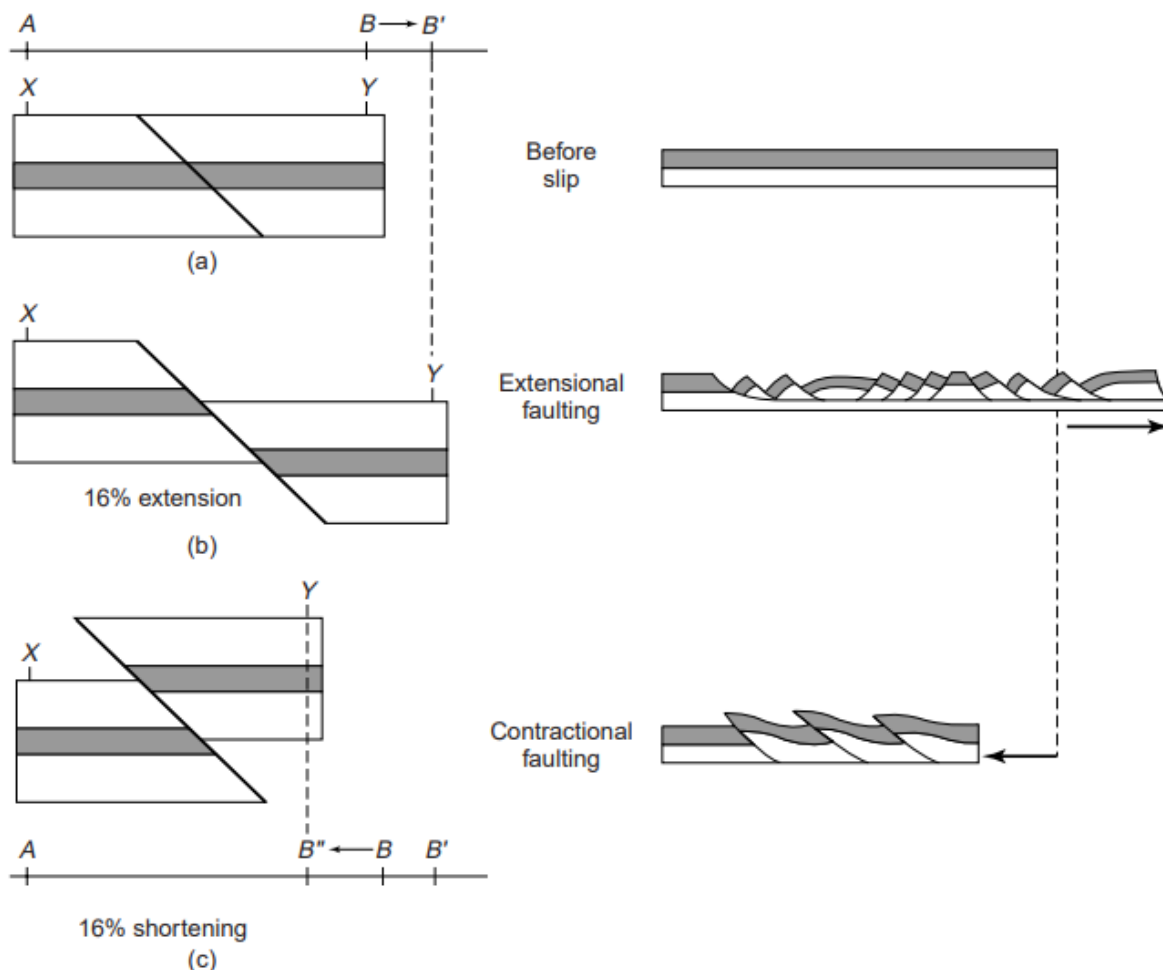 A B B'
X Y
(a)
X
Y
16% extension
(b)
Y
X
A B" B B'
16% shortening
(c)
Before
slip
Extensional
faulting
Contractional
faulting